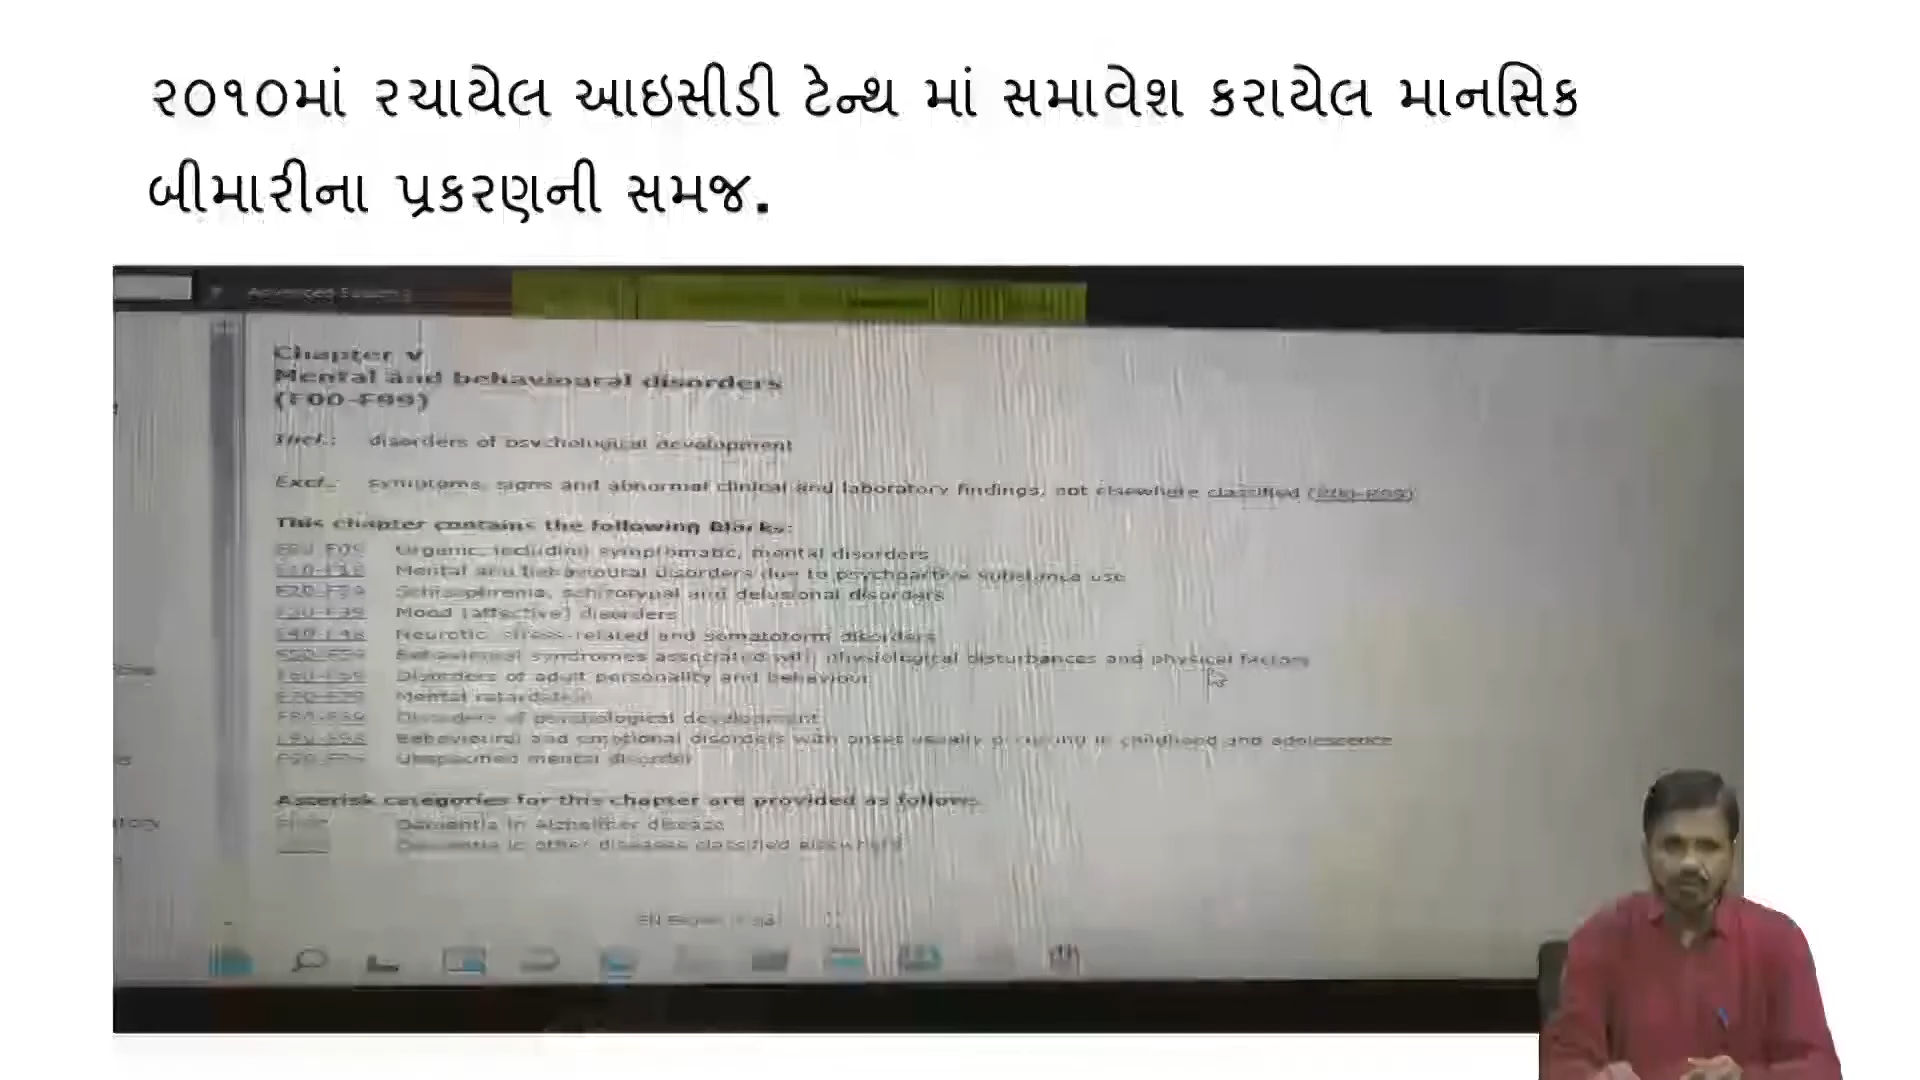 ૨૦૧૦માં રચાયેલ આઇસીડી ટેન્થ માં સમાવેશ કરાયેલ માનસિક
બીમારીના પ્રકરણની સમજ.
Chapter V
Mental and behavioural disorders
(F00-F99)
Incl.: disorders of psychological development
Excl.: symptoms, signs and abnormal clinical and laboratory findings, not elsewhere classified
This chapter contains the following blocks:
Organic, including symptomatic, mental disorders
Mental and behavioural disorders due to psychoactive substance use
Schizophrenia, schizotypal and delusional disorders
F30-F39 Mood [affective] disorders
F40-F48 Neurotic, stress-related and somatoform disorders
Behavioural syndromes associated with physiological disturbances and physical factors
Disorders of adult personality and behaviour
Mental retardation
Disorders of psychological development
Behavioural and emotional disorders with onset usually occurring in childhood and adolescence
Unspecified mental disorder
Asterisk categories for this chapter are provided as follows:
Dementia in Alzheimer disease
Dementia in other diseases classified elsewhere